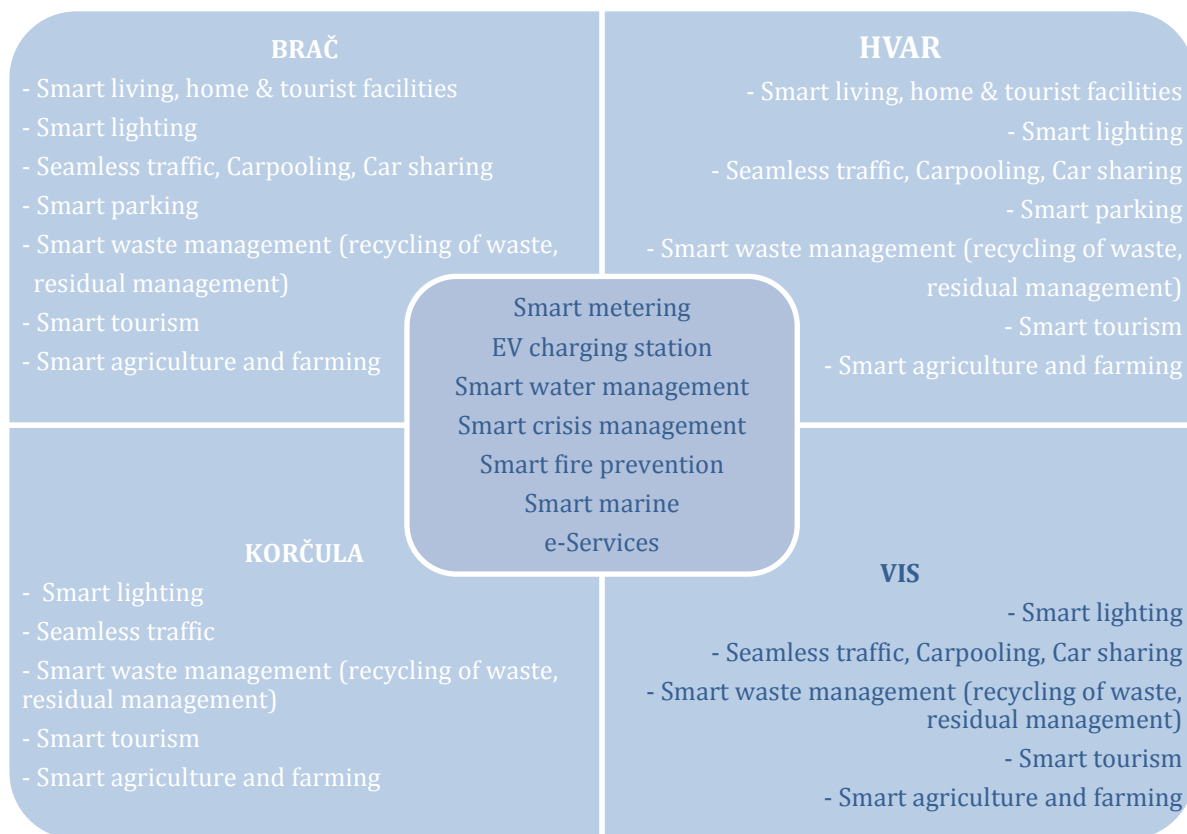 BRAČ
- Smart living, home & tourist facilities
- Smart lighting
- Seamless traffic, Carpooling, Car sharing
- Smart parking
- Smart waste management (recycling of waste,
residual management)
- Smart tourism
- Smart agriculture and farming
HVAR
- Smart living, home & tourist facilities
- Smart lighting
- Seamless traffic, Carpooling, Car sharing
- Smart parking
- Smart waste management (recycling of waste,
residual management)
- Smart tourism
- Smart agriculture and farming
Smart metering
EV charging station
Smart water management
Smart crisis management
Smart fire prevention
Smart marine
e-Services
KORČULA
- Smart lighting
- Seamless traffic
- Smart waste management (recycling of waste,
residual management)
- Smart tourism
- Smart agriculture and farming
VIS
- Smart lighting
- Seamless traffic, Carpooling, Car sharing
- Smart waste management (recycling of waste,
residual management)
- Smart tourism
- Smart agriculture and farming